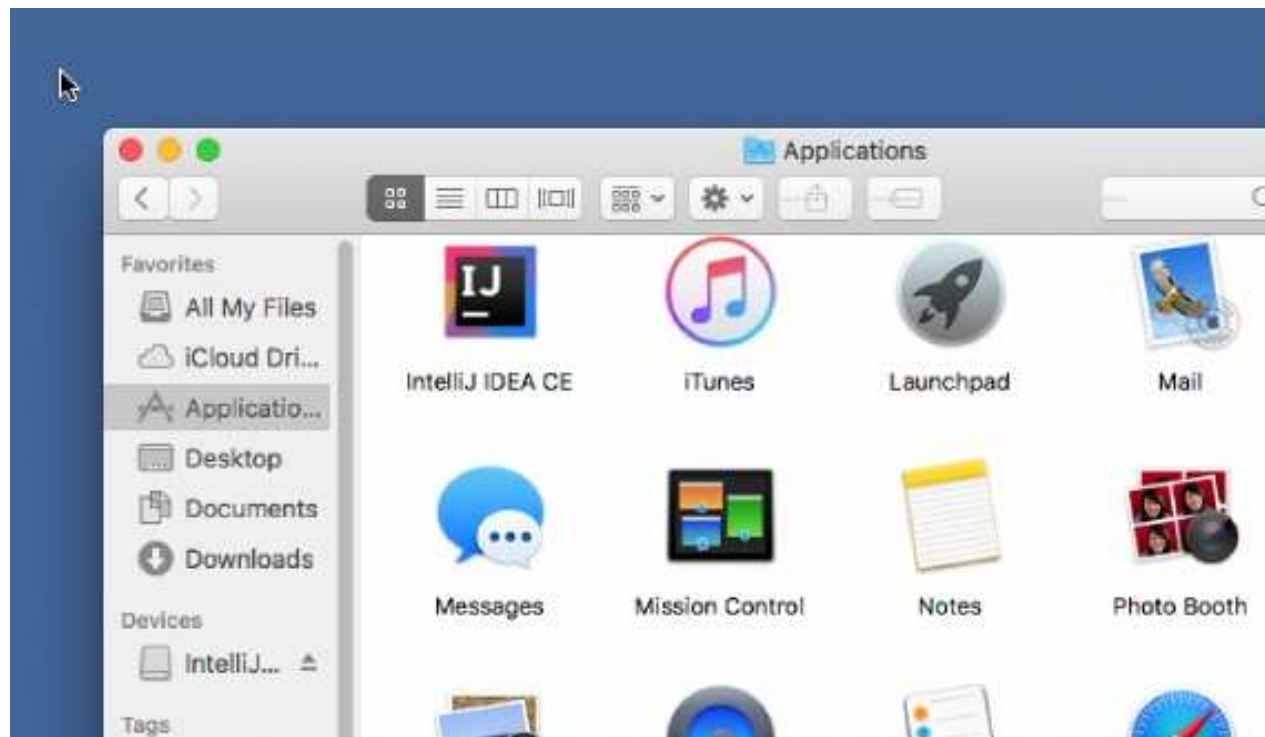 Applications
Favorites
All My Files
iCloud Dri...
Applicatio...
Desktop
Documents
Downloads
Devices
IntelliJ...
Tags
IJ
IntelliJ IDEA CE
iTunes
Launchpad
Mail
Messages
Mission Control
Notes
Photo Booth